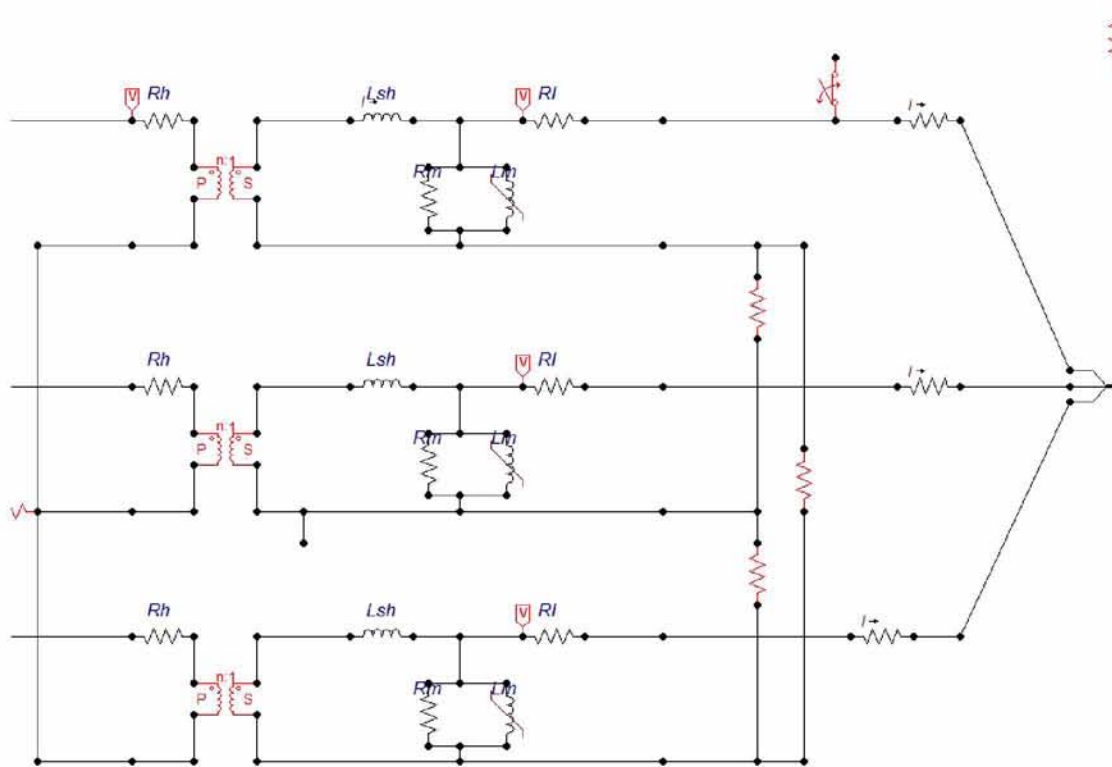 V Rh I→ Lsh V Rl
I→
n:1
P S
Rm Lm
Rh Lsh V Rl
I→
n:1
P S
Rm Lm
Rh Lsh V Rl
I→
n:1
P S
Rm Lm